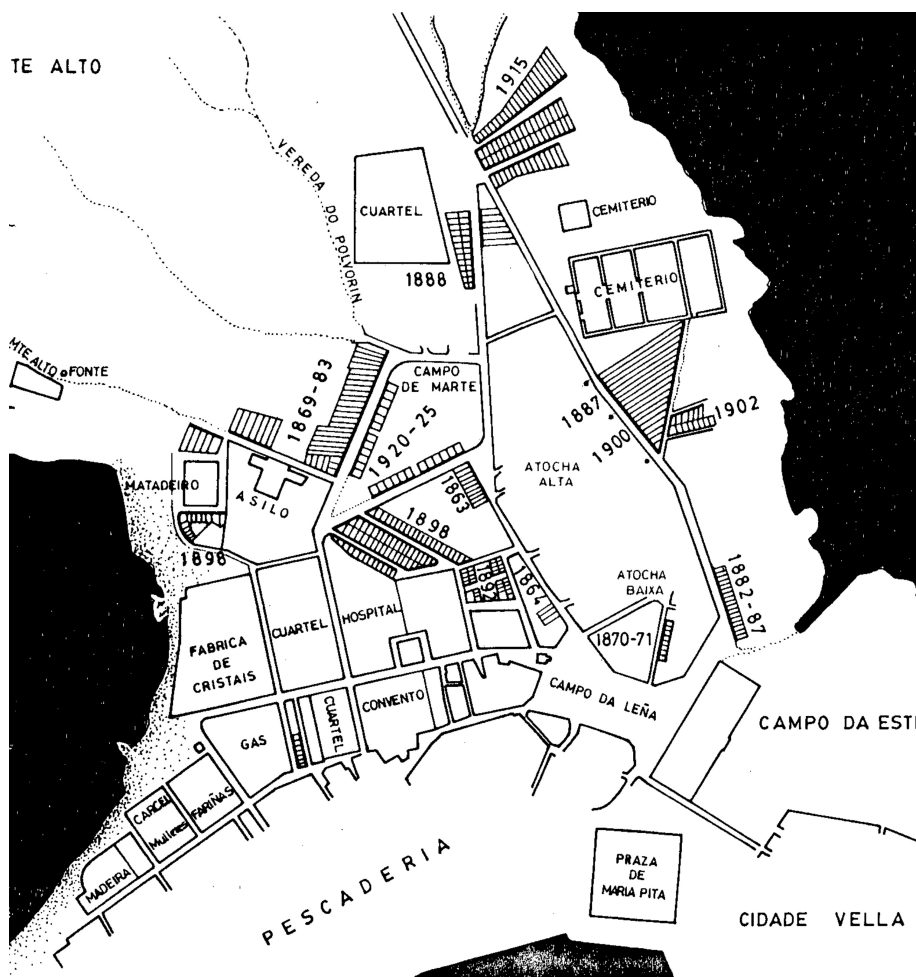 TE ALTO
1915
VEREDA DO POLVORIN
CUARTEL
CEMITERIO
1888
CEMITERIO
MTE ALTO
FONTE
1869-83
CAMPO
DE MARTE
1920-25
1887
1902
1900
ATOCHA
ALTA
1863
MATADEIRO
ASILO
1898
1898
1892
1864
ATOCHA
BAIXA
1882-87
1870-71
CUARTEL
HOSPITAL
FABRICA
DE
CRISTAIS
CAMPO DA LEÑA
CONVENTO
CUARTEL
GAS
CAMPO DA EST
FARIÑAS
CARCEL
Mulleres
MADEIRA
PESCADERIA
PRAZA
DE
MARIA PITA
CIDADE VELLA